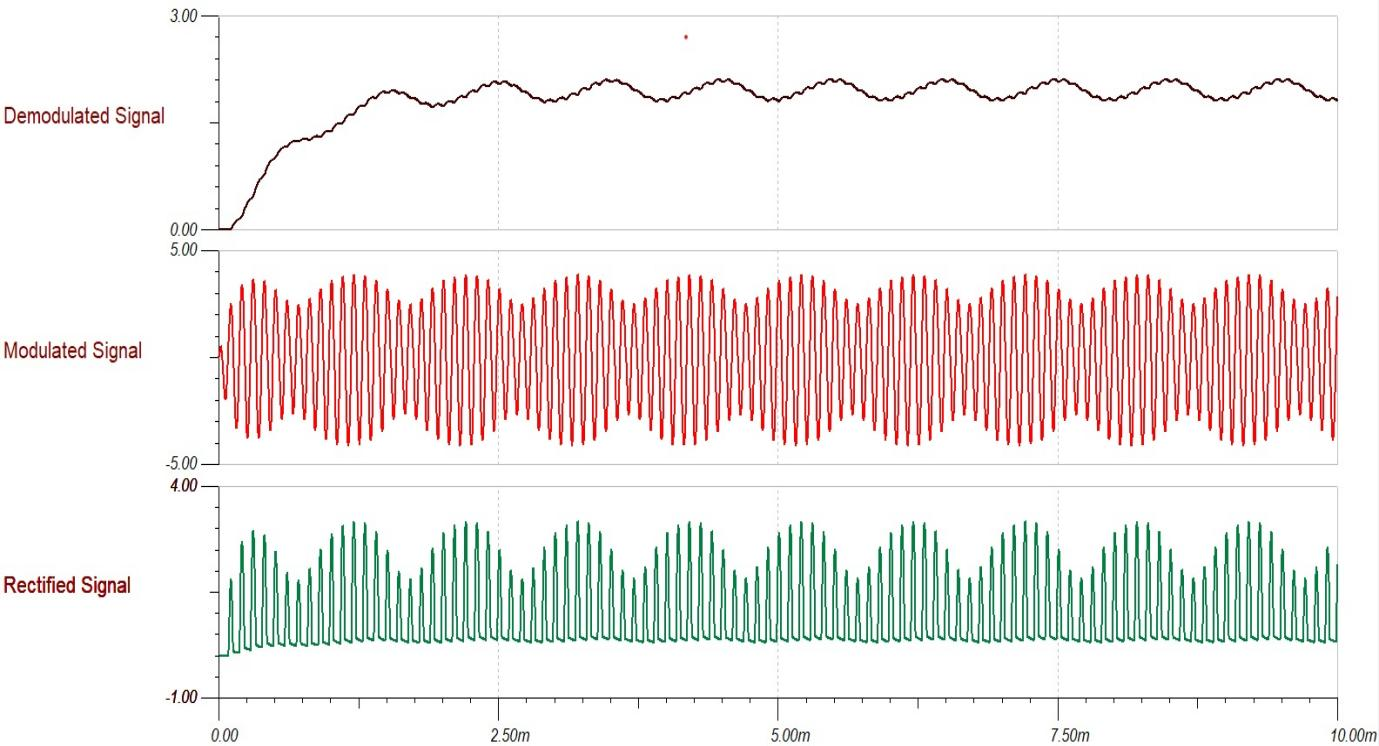 3.00
Demodulated Signal
0.00
5.00
Modulated Signal
-5.00
4.00
Rectified Signal
-1.00
0.00 2.50m 5.00m 7.50m 10.00m